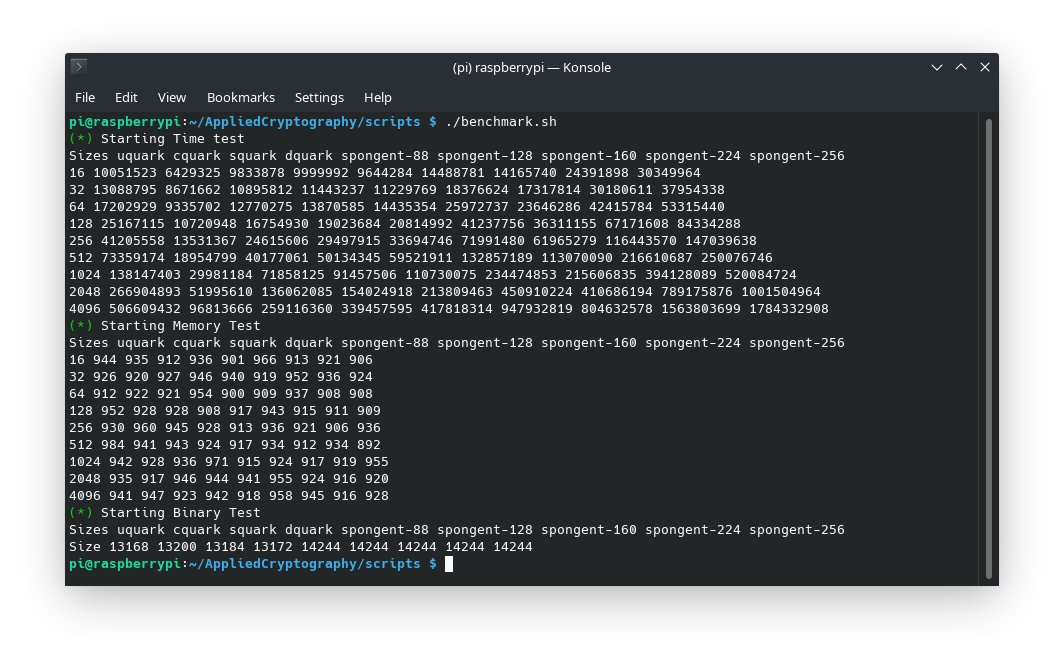 (pi) raspberrypi — Konsole
File Edit View Bookmarks Settings Help
pi@raspberrypi:~/AppliedCryptography/scripts $ ./benchmark.sh
(*) Starting Time test
Sizes uquark cquark squark dquark spongent-88 spongent-128 spongent-160 spongent-224 spongent-256
16 10051523 6429325 9833878 9999992 9644284 14488781 14165740 24391898 30349964
32 13088795 8671662 10895812 11443237 11229769 18376624 17317814 30180611 37954338
64 17202929 9335702 12770275 13870585 14435354 25972737 23646286 42415784 53315440
128 25167115 10720948 16754930 19023684 20814992 41237756 36311155 67171608 84334288
256 41205558 13531367 24615606 29497915 33694746 71991480 61965279 116443570 147039638
512 73359174 18954799 40177061 50134345 59521911 132857189 113070090 216610687 250076746
1024 138147403 29981184 71858125 91457506 110730075 234474853 215606835 394128089 520084724
2048 266904893 51995610 136062085 154024918 213809463 450910224 410686194 789175876 1001504964
4096 506609432 96813666 259116360 339457595 417818314 947932819 804632578 1563803699 1784332908
(*) Starting Memory Test
Sizes uquark cquark squark dquark spongent-88 spongent-128 spongent-160 spongent-224 spongent-256
16 944 935 912 936 901 966 913 921 906
32 926 920 927 946 940 919 952 936 924
64 912 922 921 954 900 909 937 908 908
128 952 928 928 908 917 943 915 911 909
256 930 960 945 928 913 936 921 906 936
512 984 941 943 924 917 934 912 934 892
1024 942 928 936 971 915 924 917 919 955
2048 935 917 946 944 941 955 924 916 920
4096 941 947 923 942 918 958 945 916 928
(*) Starting Binary Test
Sizes uquark cquark squark dquark spongent-88 spongent-128 spongent-160 spongent-224 spongent-256
Size 13168 13200 13184 13172 14244 14244 14244 14244 14244
pi@raspberrypi:~/AppliedCryptography/scripts $